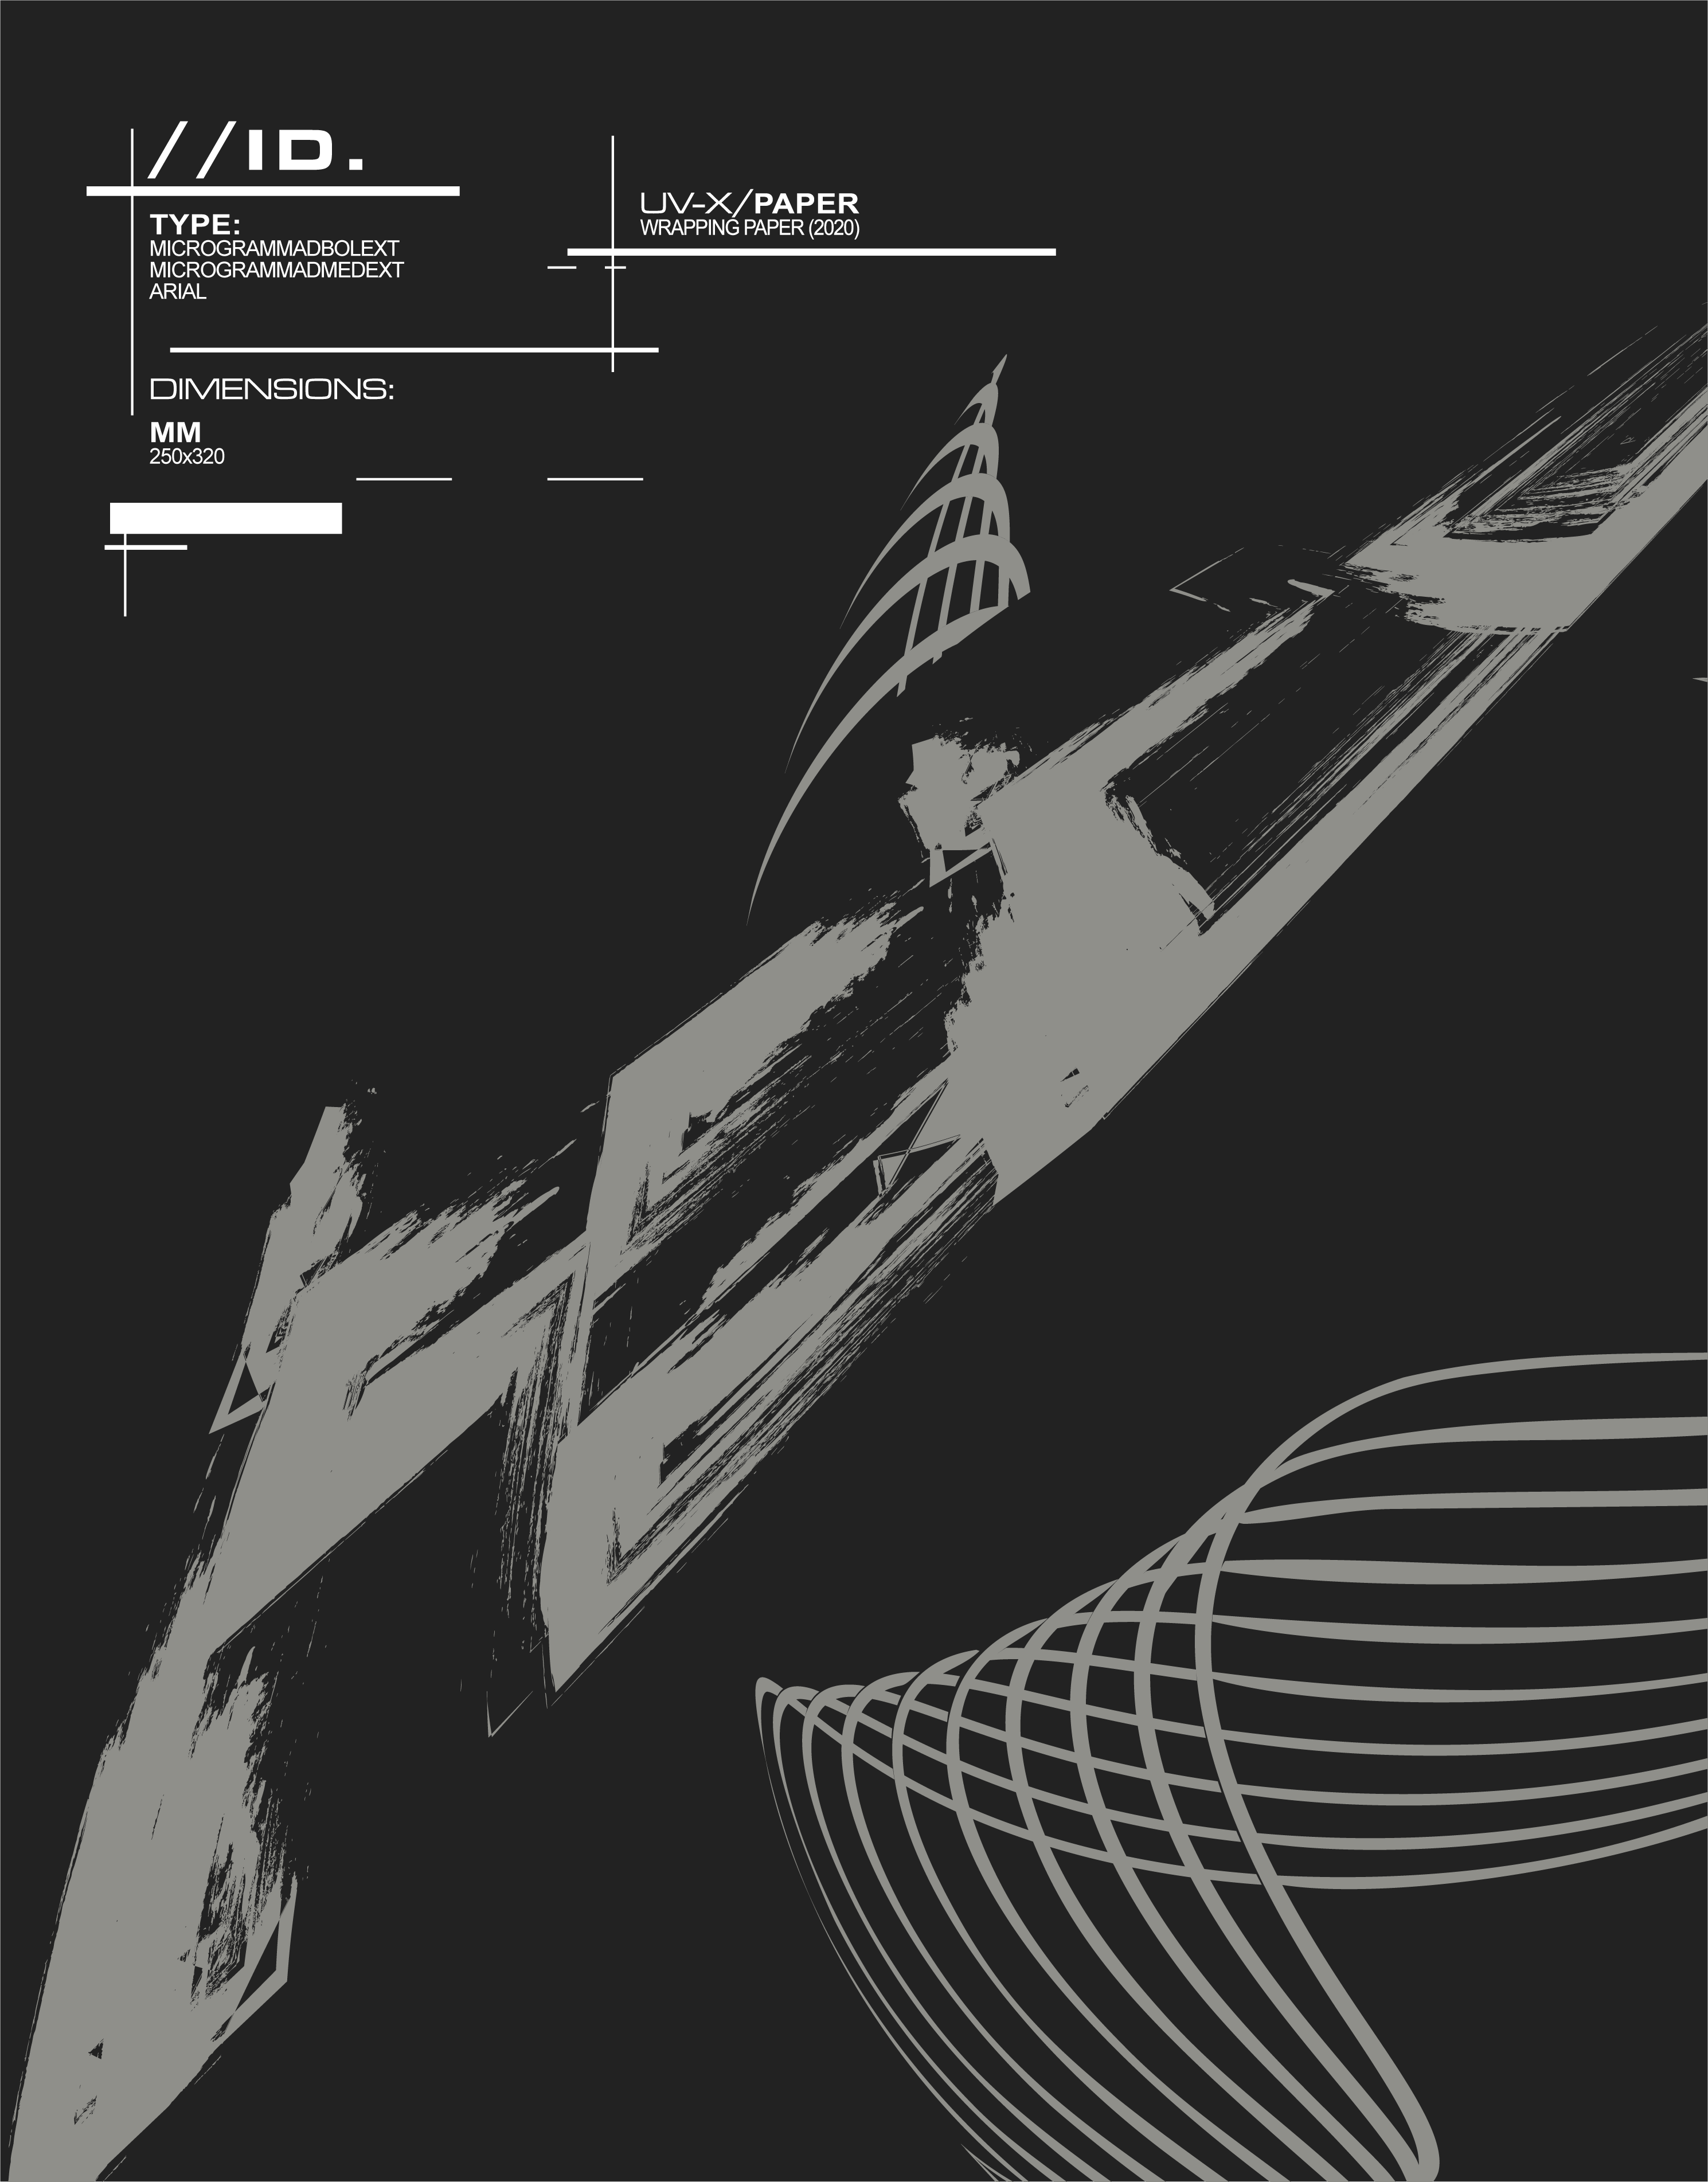 //ID.
TYPE:
MICROGRAMMADBOLEXT
MICROGRAMMADMEDEXT
ARIAL
UV-X/PAPER
WRAPPING PAPER (2020)
DIMENSIONS:
MM
250x320